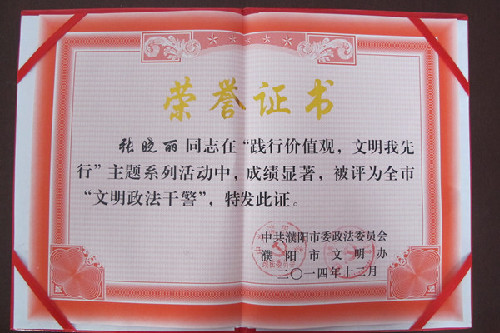 荣誉证书
张晓丽同志在“践行价值观，文明我先
行”主题系列活动中，成绩显著，被评为全市
“文明政法干警”，特发此证。
中共濮阳市委政法委员会
濮阳市文明办
二〇一四年十二月